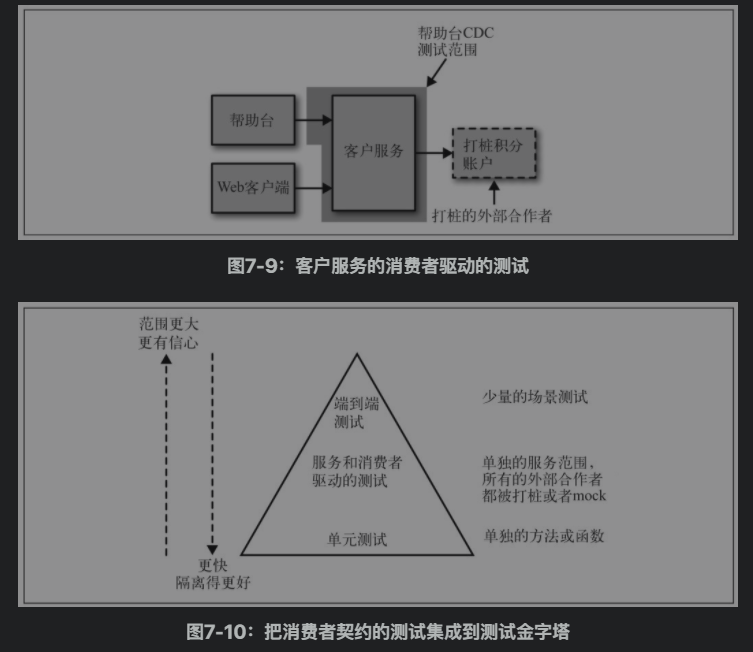 帮助台CDC
测试范围
帮助台
客户服务
打桩积分
账户
Web客户端
打桩的外部合作者
图7-9：客户服务的消费者驱动的测试
范围更大
更有信心
端到端
测试
少量的场景测试
服务和消费者
驱动的测试
单独的服务范围，
所有的外部合作者
都被打桩或者mock
单元测试
单独的方法或函数
更快
隔离得更好
图7-10：把消费者契约的测试集成到测试金字塔